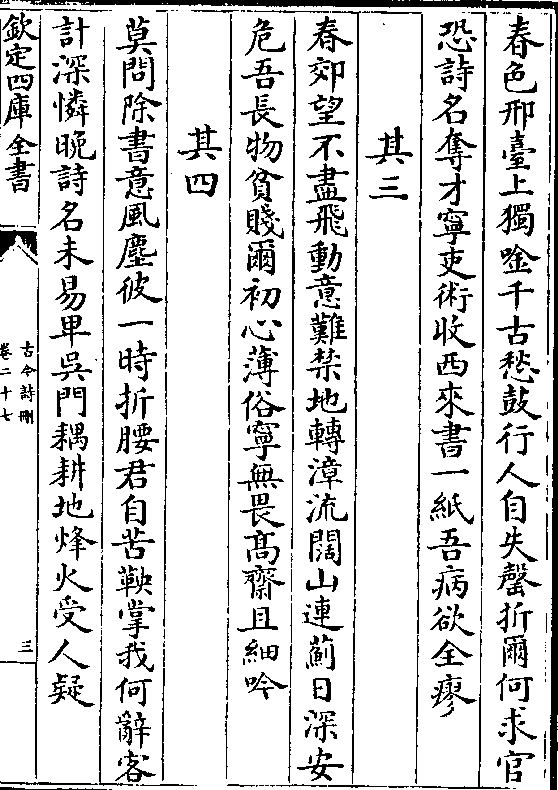 春色邢臺上獨唫千古愁鼓行人自失罄折爾何求官
恐詩名奪才寧吏術收西來書一紙吾病欲全瘳
其三
春郊望不盡飛動意難禁地轉漳流闊山連薊日深安
危吾長物貧賤爾初心薄俗寧無畏髙齋且細吟
其四
莫問除書意風塵彼一時折腰君自苦鞅掌我何辭客
計深憐晚詩名未易卑吳門耦耕地烽火受人疑
欽定四庫全書
古今詩刪
卷二十七
三